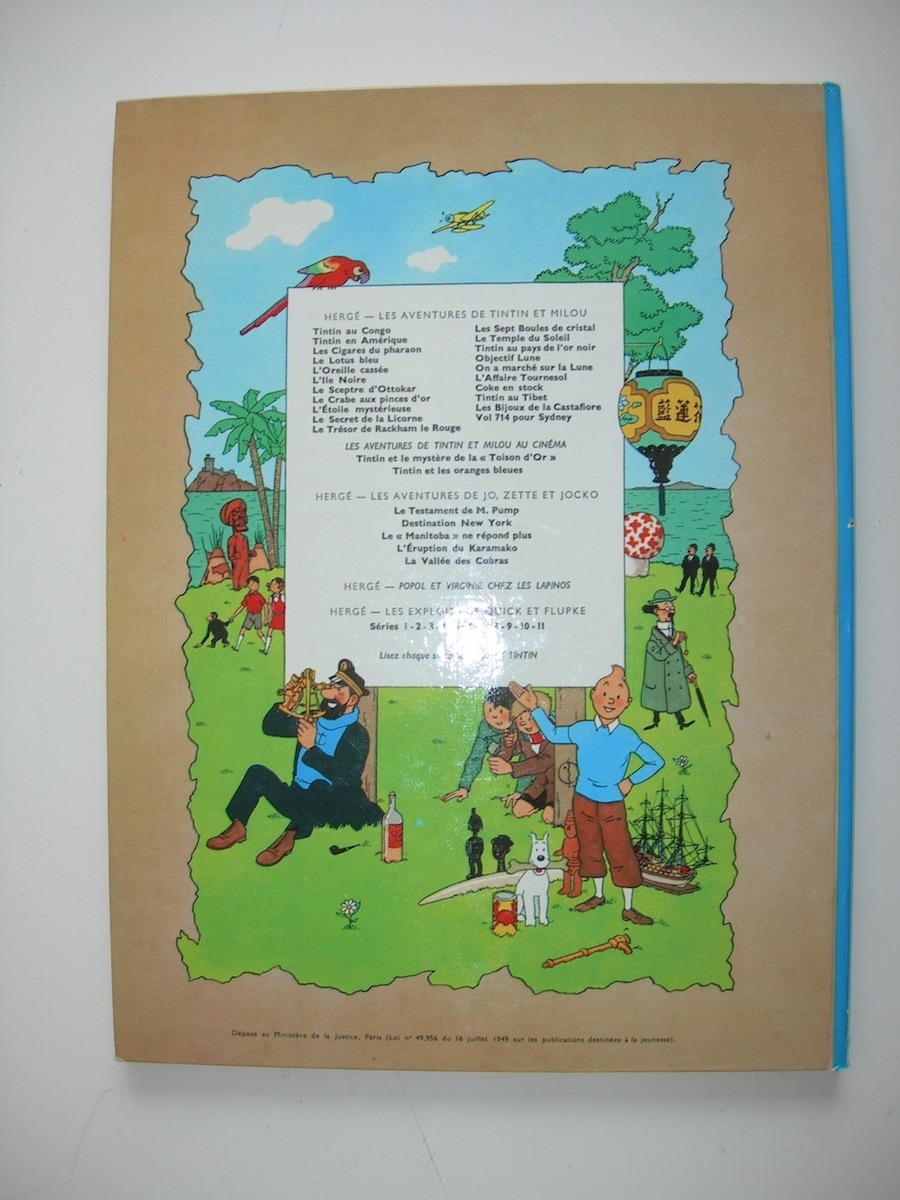 HERGÉ — LES AVENTURES DE TINTIN ET MILOU
Tintin au Congo
Tintin en Amérique
Les Cigares du pharaon
Le Lotus bleu
L'Oreille cassée
L'Ile Noire
Le Sceptre d'Ottokar
Le Crabe aux pinces d'or
L'Étoile mystérieuse
Le Secret de la Licorne
Le Trésor de Rackham le Rouge
Les Sept Boules de cristal
Le Temple du Soleil
Tintin au pays de l'or noir
Objectif Lune
On a marché sur la Lune
L'Affaire Tournesol
Coke en stock
Tintin au Tibet
Les Bijoux de la Castafiore
Vol 714 pour Sydney
LES AVENTURES DE TINTIN ET MILOU AU CINÉMA
Tintin et le mystère de la « Toison d'Or »
Tintin et les oranges bleues
HERGÉ — LES AVENTURES DE JO, ZETTE ET JOCKO
Le Testament de M. Pump
Destination New York
Le « Manitoba » ne répond plus
L'Éruption du Karamako
La Vallée des Cobras
HERGÉ — POPOL ET VIRGINIE CHEZ LES LAPINOS
HERGÉ — LES QUICK ET FLUPKE
Séries 1 - 2 - 3 - 9 - 10 - 11
Lisez chaque TINTIN
藍蓮
Déposé au Ministère de la Justice, Paris (Loi n° 49.956 du 16 juillet 1949 sur les publications destinées à la jeunesse).